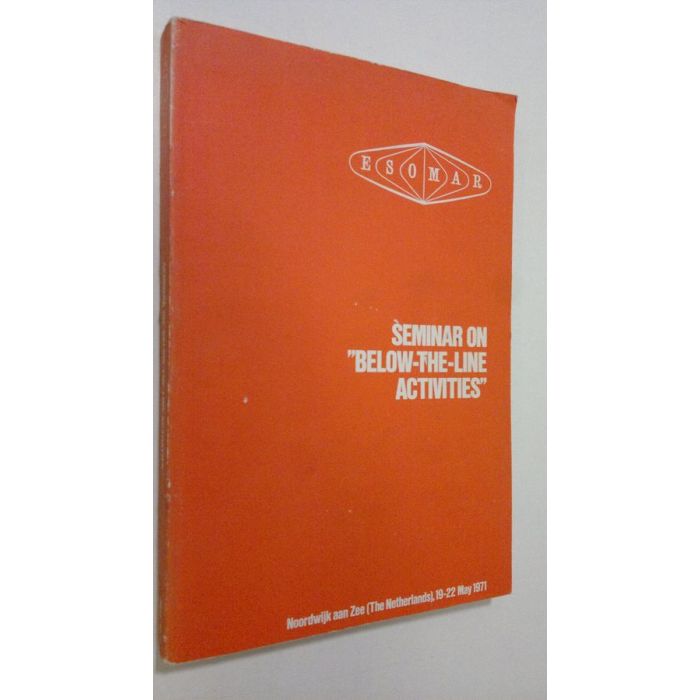 ESOMAR
SEMINAR ON
"BELOW-THE-LINE
ACTIVITIES"
Noordwijk aan Zee (The Netherlands), 19-22 May 1971